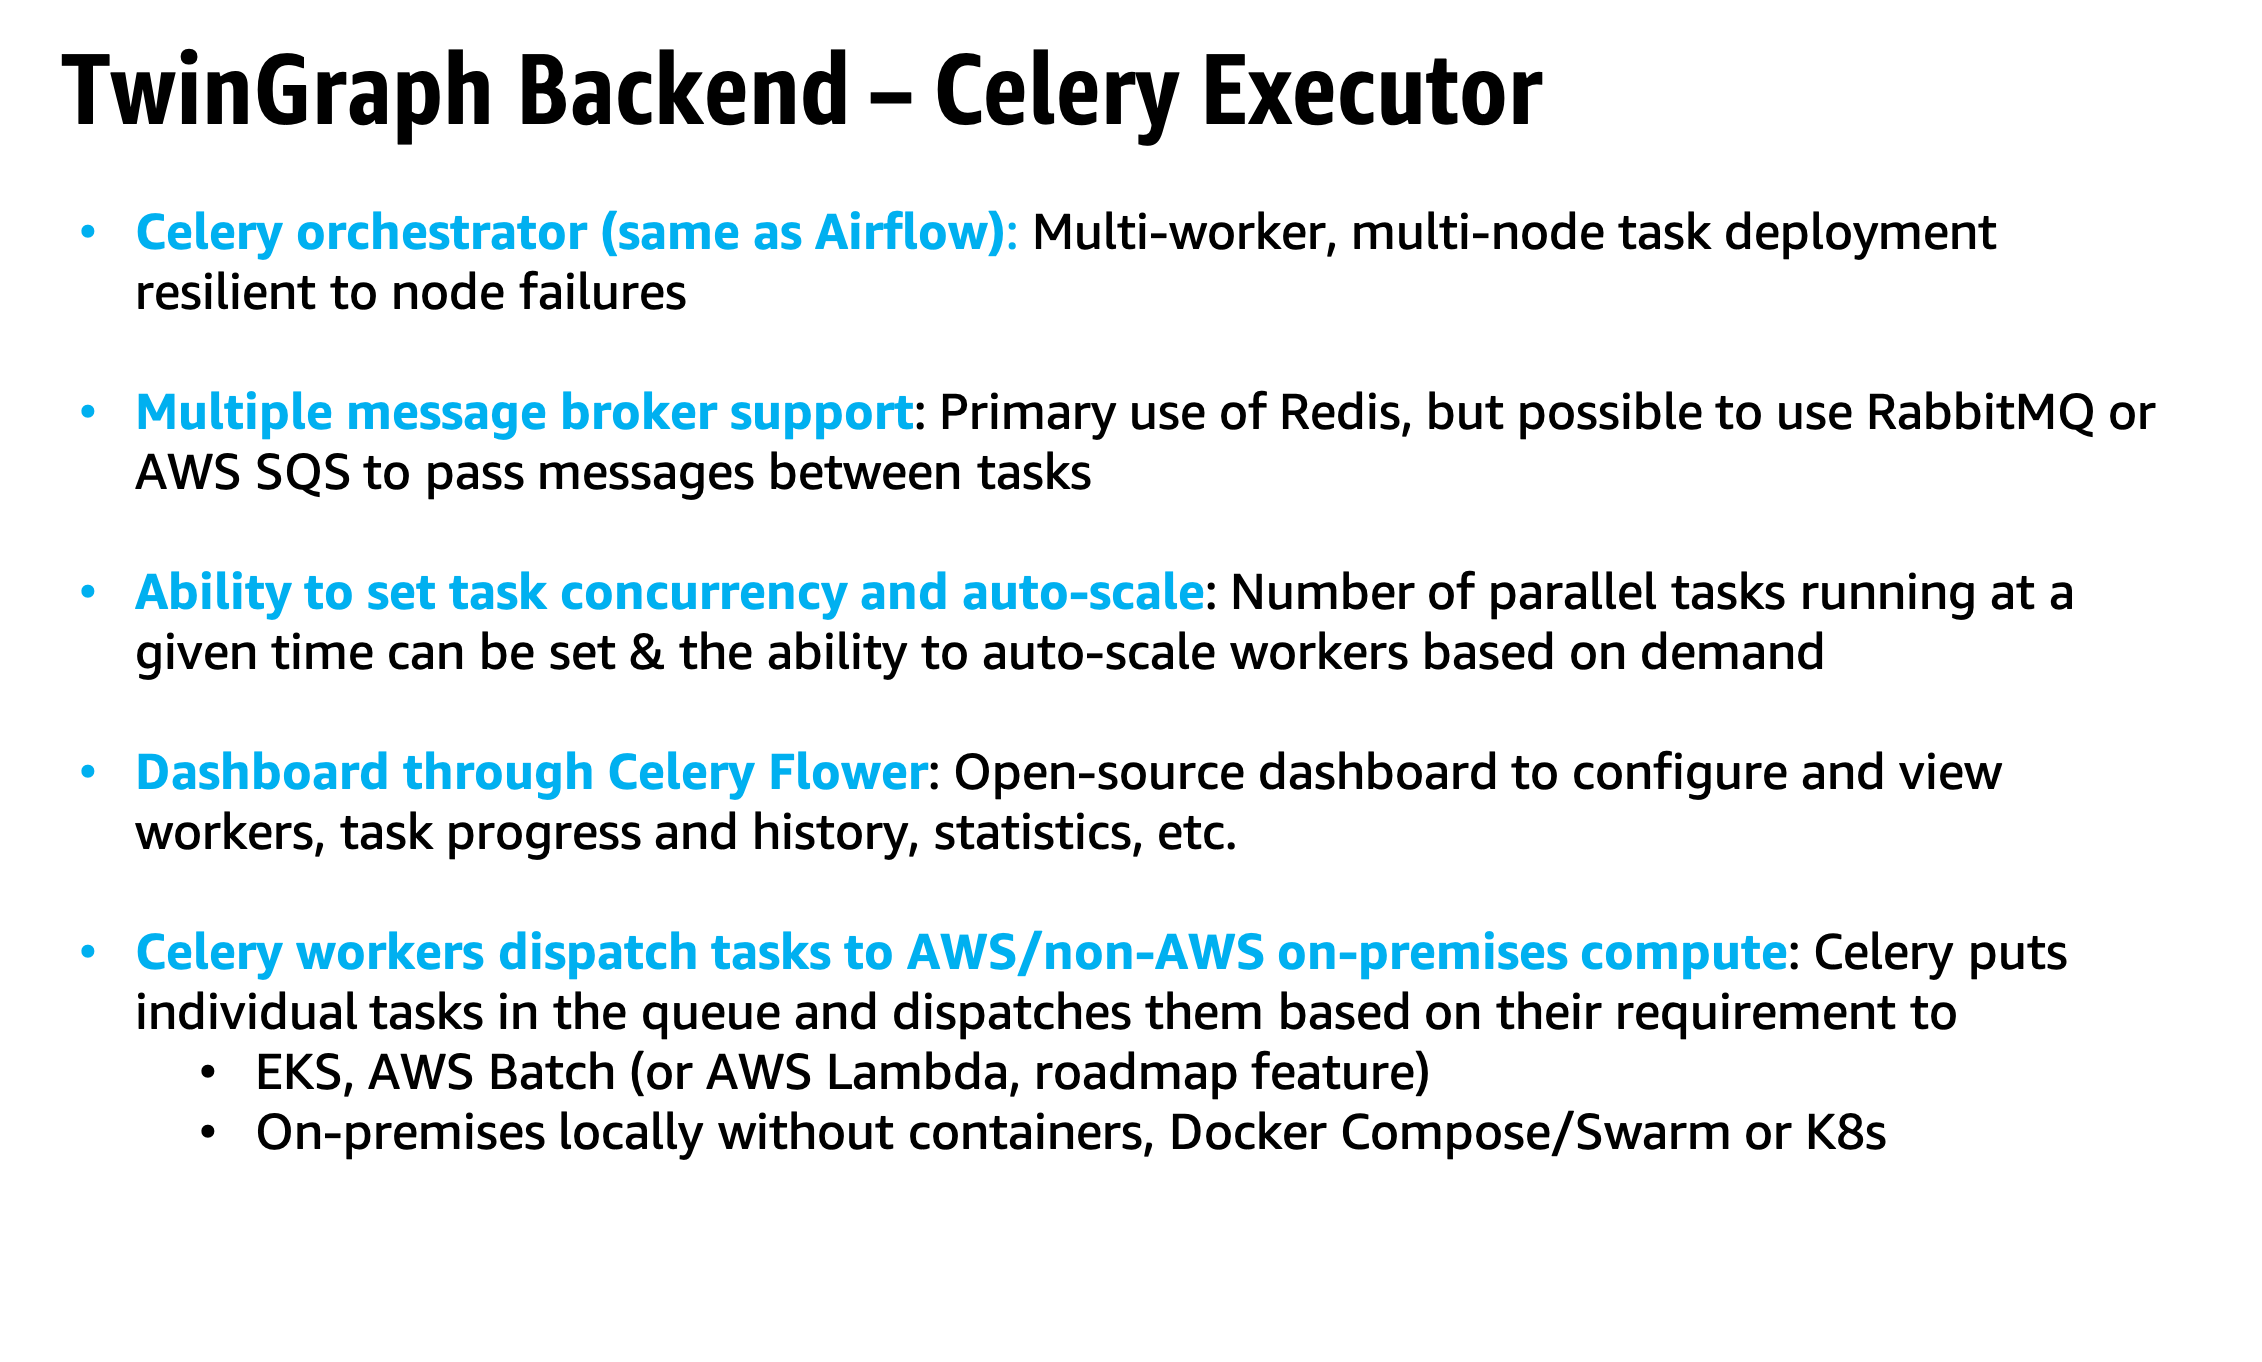 TwinGraph Backend – Celery Executor
• Celery orchestrator (same as Airflow): Multi-worker, multi-node task deployment
resilient to node failures
• Multiple message broker support: Primary use of Redis, but possible to use RabbitMQ or
AWS SQS to pass messages between tasks
• Ability to set task concurrency and auto-scale: Number of parallel tasks running at a
given time can be set & the ability to auto-scale workers based on demand
• Dashboard through Celery Flower: Open-source dashboard to configure and view
workers, task progress and history, statistics, etc.
• Celery workers dispatch tasks to AWS/non-AWS on-premises compute: Celery puts
individual tasks in the queue and dispatches them based on their requirement to
• EKS, AWS Batch (or AWS Lambda, roadmap feature)
• On-premises locally without containers, Docker Compose/Swarm or K8s